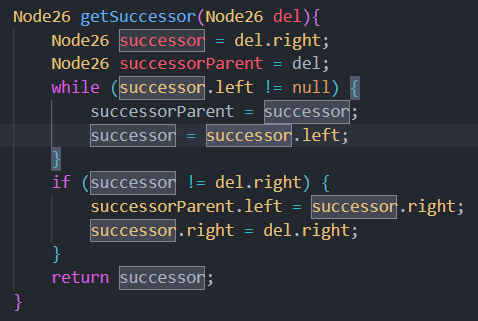 Node26 getSuccessor(Node26 del){
    Node26 successor = del.right;
    Node26 successorParent = del;
    while (successor.left != null) {
        successorParent = successor;
        successor = successor.left;
    }
    if (successor != del.right) {
        successorParent.left = successor.right;
        successor.right = del.right;
    }
    return successor;
}